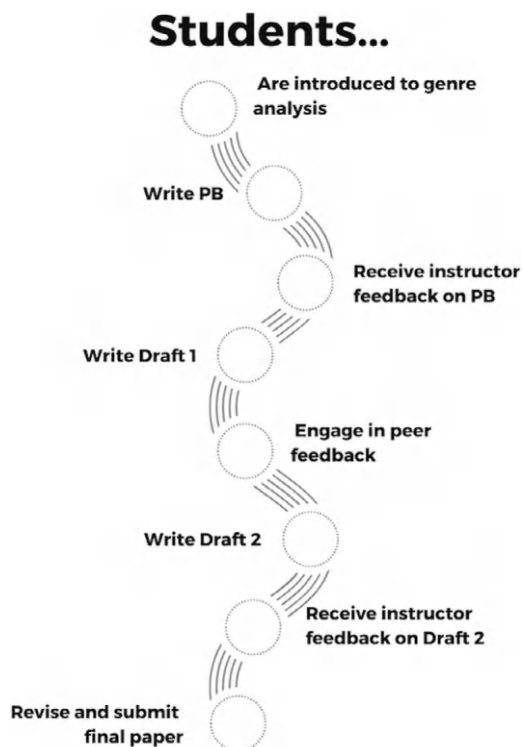 Students...
Are introduced to genre
analysis
Write PB
Receive instructor
feedback on PB
Write Draft 1
Engage in peer
feedback
Write Draft 2
Receive instructor
feedback on Draft 2
Revise and submit
final paper